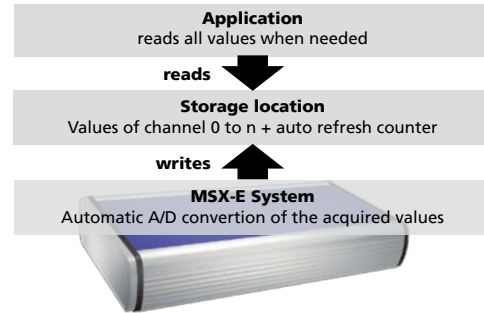 Application
reads all values when needed
reads
Storage location
Values of channel 0 to n + auto refresh counter
writes
MSX-E System
Automatic A/D convertion of the acquired values